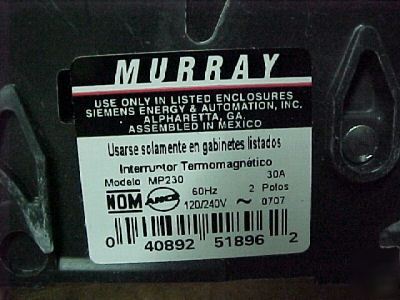 MURRAY
USE ONLY IN LISTED ENCLOSURES
SIEMENS ENERGY & AUTOMATION, INC.
ALPHARETTA, GA.
ASSEMBLED IN MEXICO
Usarse solamente en gabinetes listados
Interruptor Termomagnético
Modelo MP230 30A
NOM ANCE 60Hz 2 Polos
120/240V ~ 0707
0 40892 51896 2